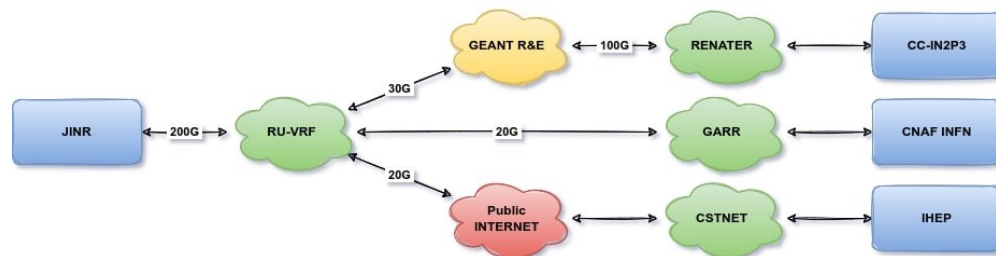 GEANT R&E
100G
RENATER
CC-IN2P3
30G
JINR
200G
RU-VRF
20G
GARR
CNAF INFN
20G
Public
INTERNET
CSTNET
IHEP